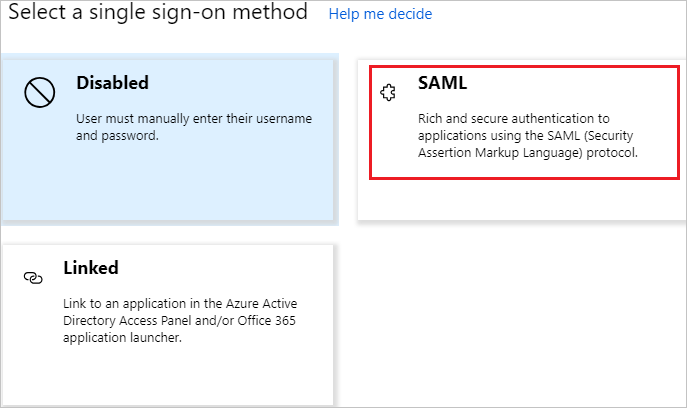 Select a single sign-on method Help me decide
Disabled
User must manually enter their username
and password.
SAML
Rich and secure authentication to
applications using the SAML (Security
Assertion Markup Language) protocol.
Linked
Link to an application in the Azure Active
Directory Access Panel and/or Office 365
application launcher.